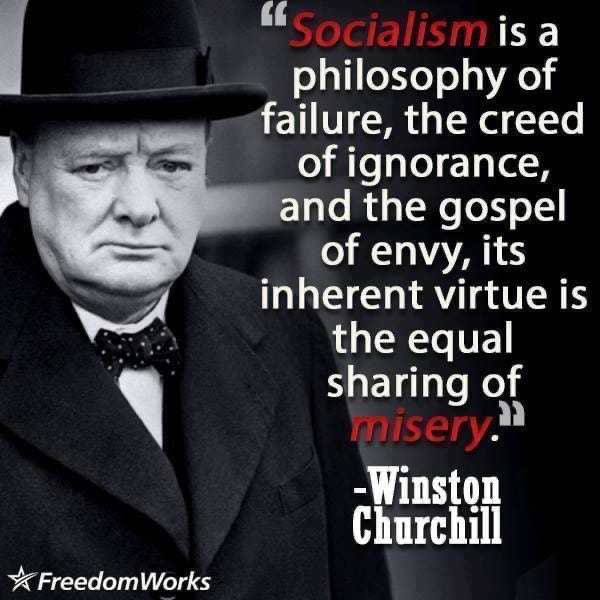 “Socialism is a
philosophy of
failure, the creed
of ignorance,
and the gospel
of envy, its
inherent virtue is
the equal
sharing of
misery.”
-Winston
Churchill
FreedomWorks